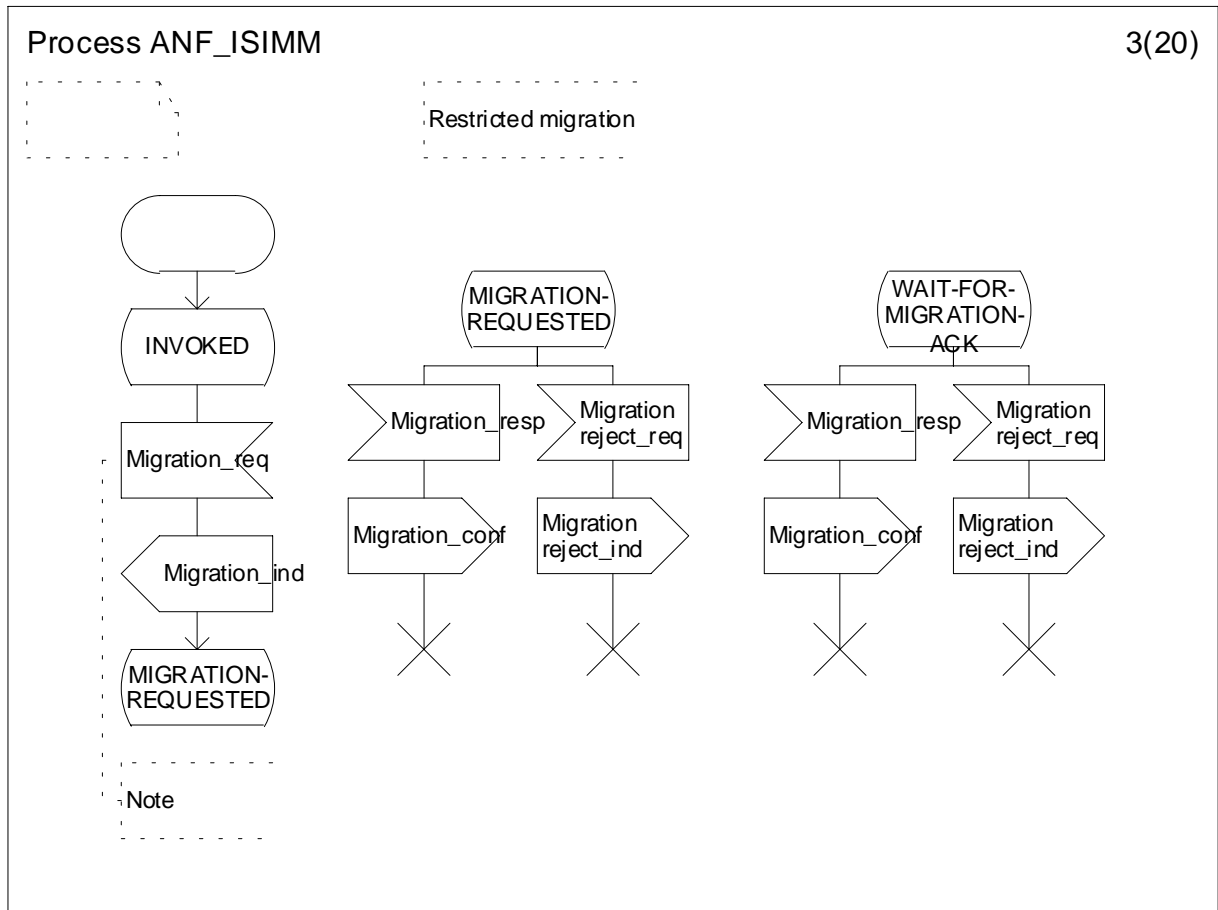 Process ANF_ISIMM
3(20)
Restricted migration
INVOKED
Migration_req
Migration_ind
MIGRATION-
REQUESTED
Note
MIGRATION-
REQUESTED
Migration_resp
Migration
reject_req
Migration_conf
Migration
reject_ind
WAIT-FOR-
MIGRATION-
ACK
Migration_resp
Migration
reject_req
Migration_conf
Migration
reject_ind